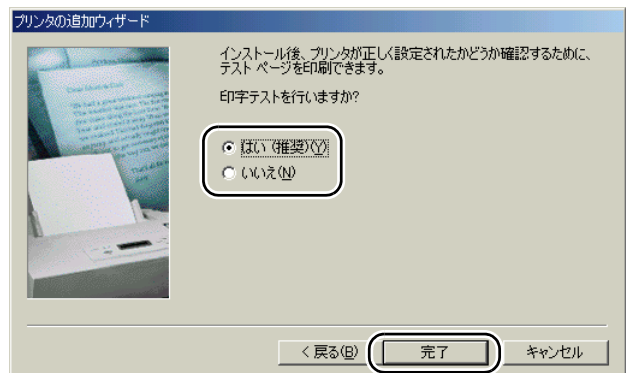 プリンタの追加ウィザード
インストール後、プリンタが正しく設定されたかどうか確認するために、
テスト ページを印刷できます。
印字テストを行いますか?
はい (推奨)(Y)
いいえ(N)
< 戻る(B)
完了
キャンセル